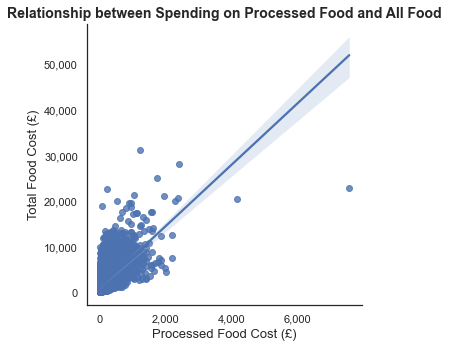 Relationship between Spending on Processed Food and All Food
50,000
40,000
30,000
20,000
10,000
0
Total Food Cost (£)
0 2,000 4,000 6,000
Processed Food Cost (£)